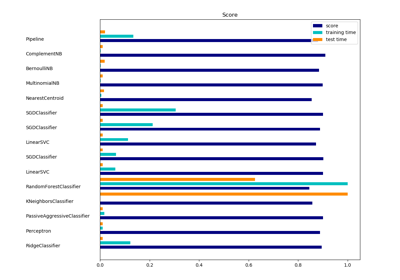 Score
score
training time
test time
Pipeline
ComplementNB
BernoulliNB
MultinomialNB
NearestCentroid
SGDClassifier
SGDClassifier
LinearSVC
SGDClassifier
LinearSVC
RandomForestClassifier
KNeighborsClassifier
PassiveAggressiveClassifier
Perceptron
RidgeClassifier
0.0 0.2 0.4 0.6 0.8 1.0